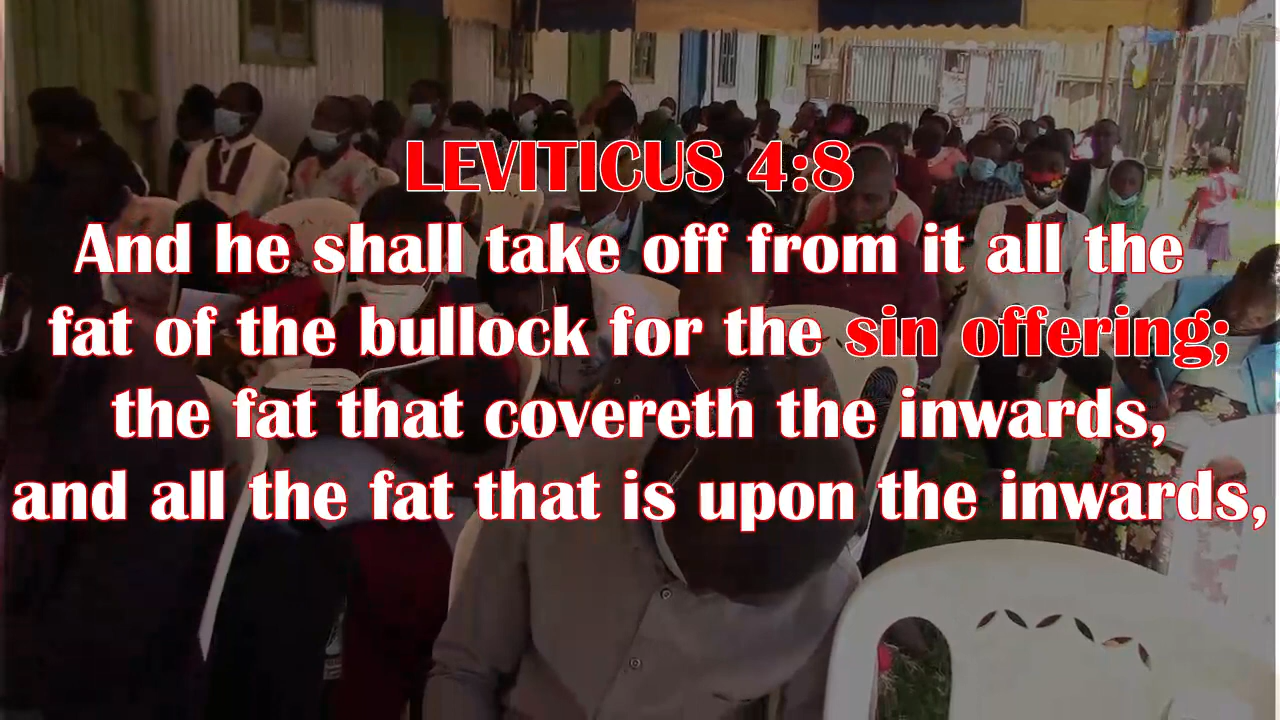 LEVITICUS 4:8
And he shall take off from it all the
fat of the bullock for the sin offering;
the fat that covereth the inwards,
and all the fat that is upon the inwards,